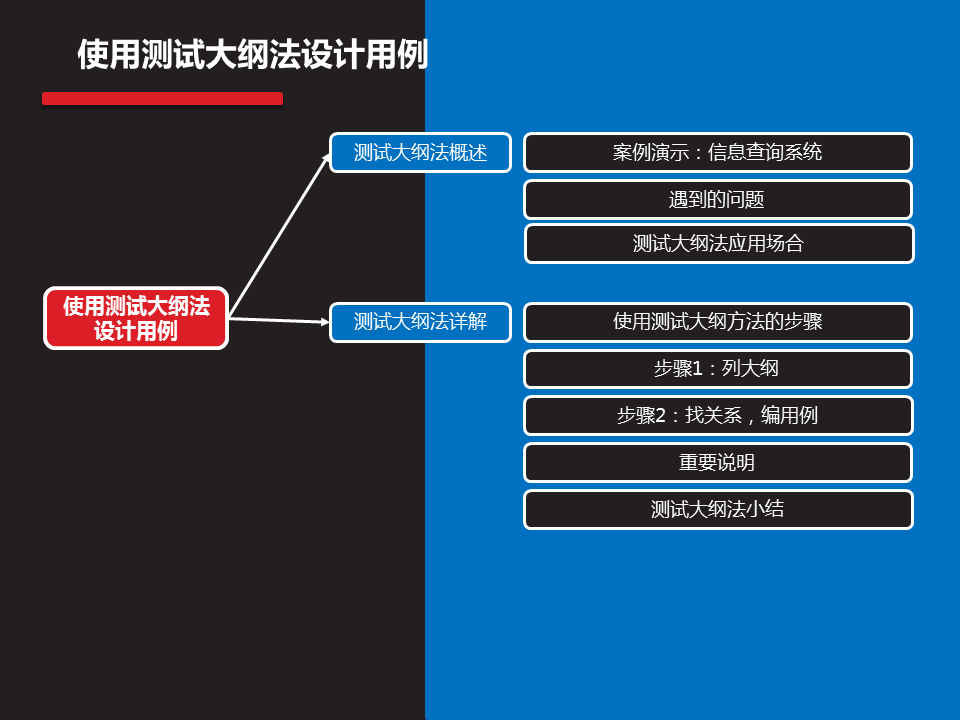 使用测试大纲法设计用例
测试大纲法概述
案例演示：信息查询系统
遇到的问题
测试大纲法应用场合
使用测试大纲法
设计用例
测试大纲法详解
使用测试大纲方法的步骤
步骤1：列大纲
步骤2：找关系，编用例
重要说明
测试大纲法小结